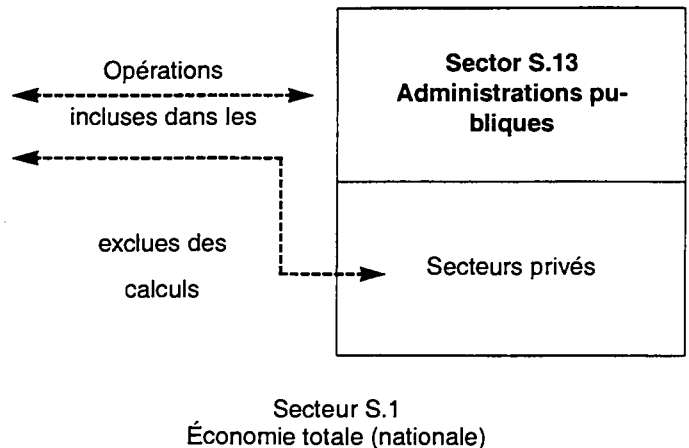 Opérations
incluses dans les
exclues des
calculs
Sector S.13
Administrations pu-
bliques
Secteurs privés
Secteur S.1
Économie totale (nationale)